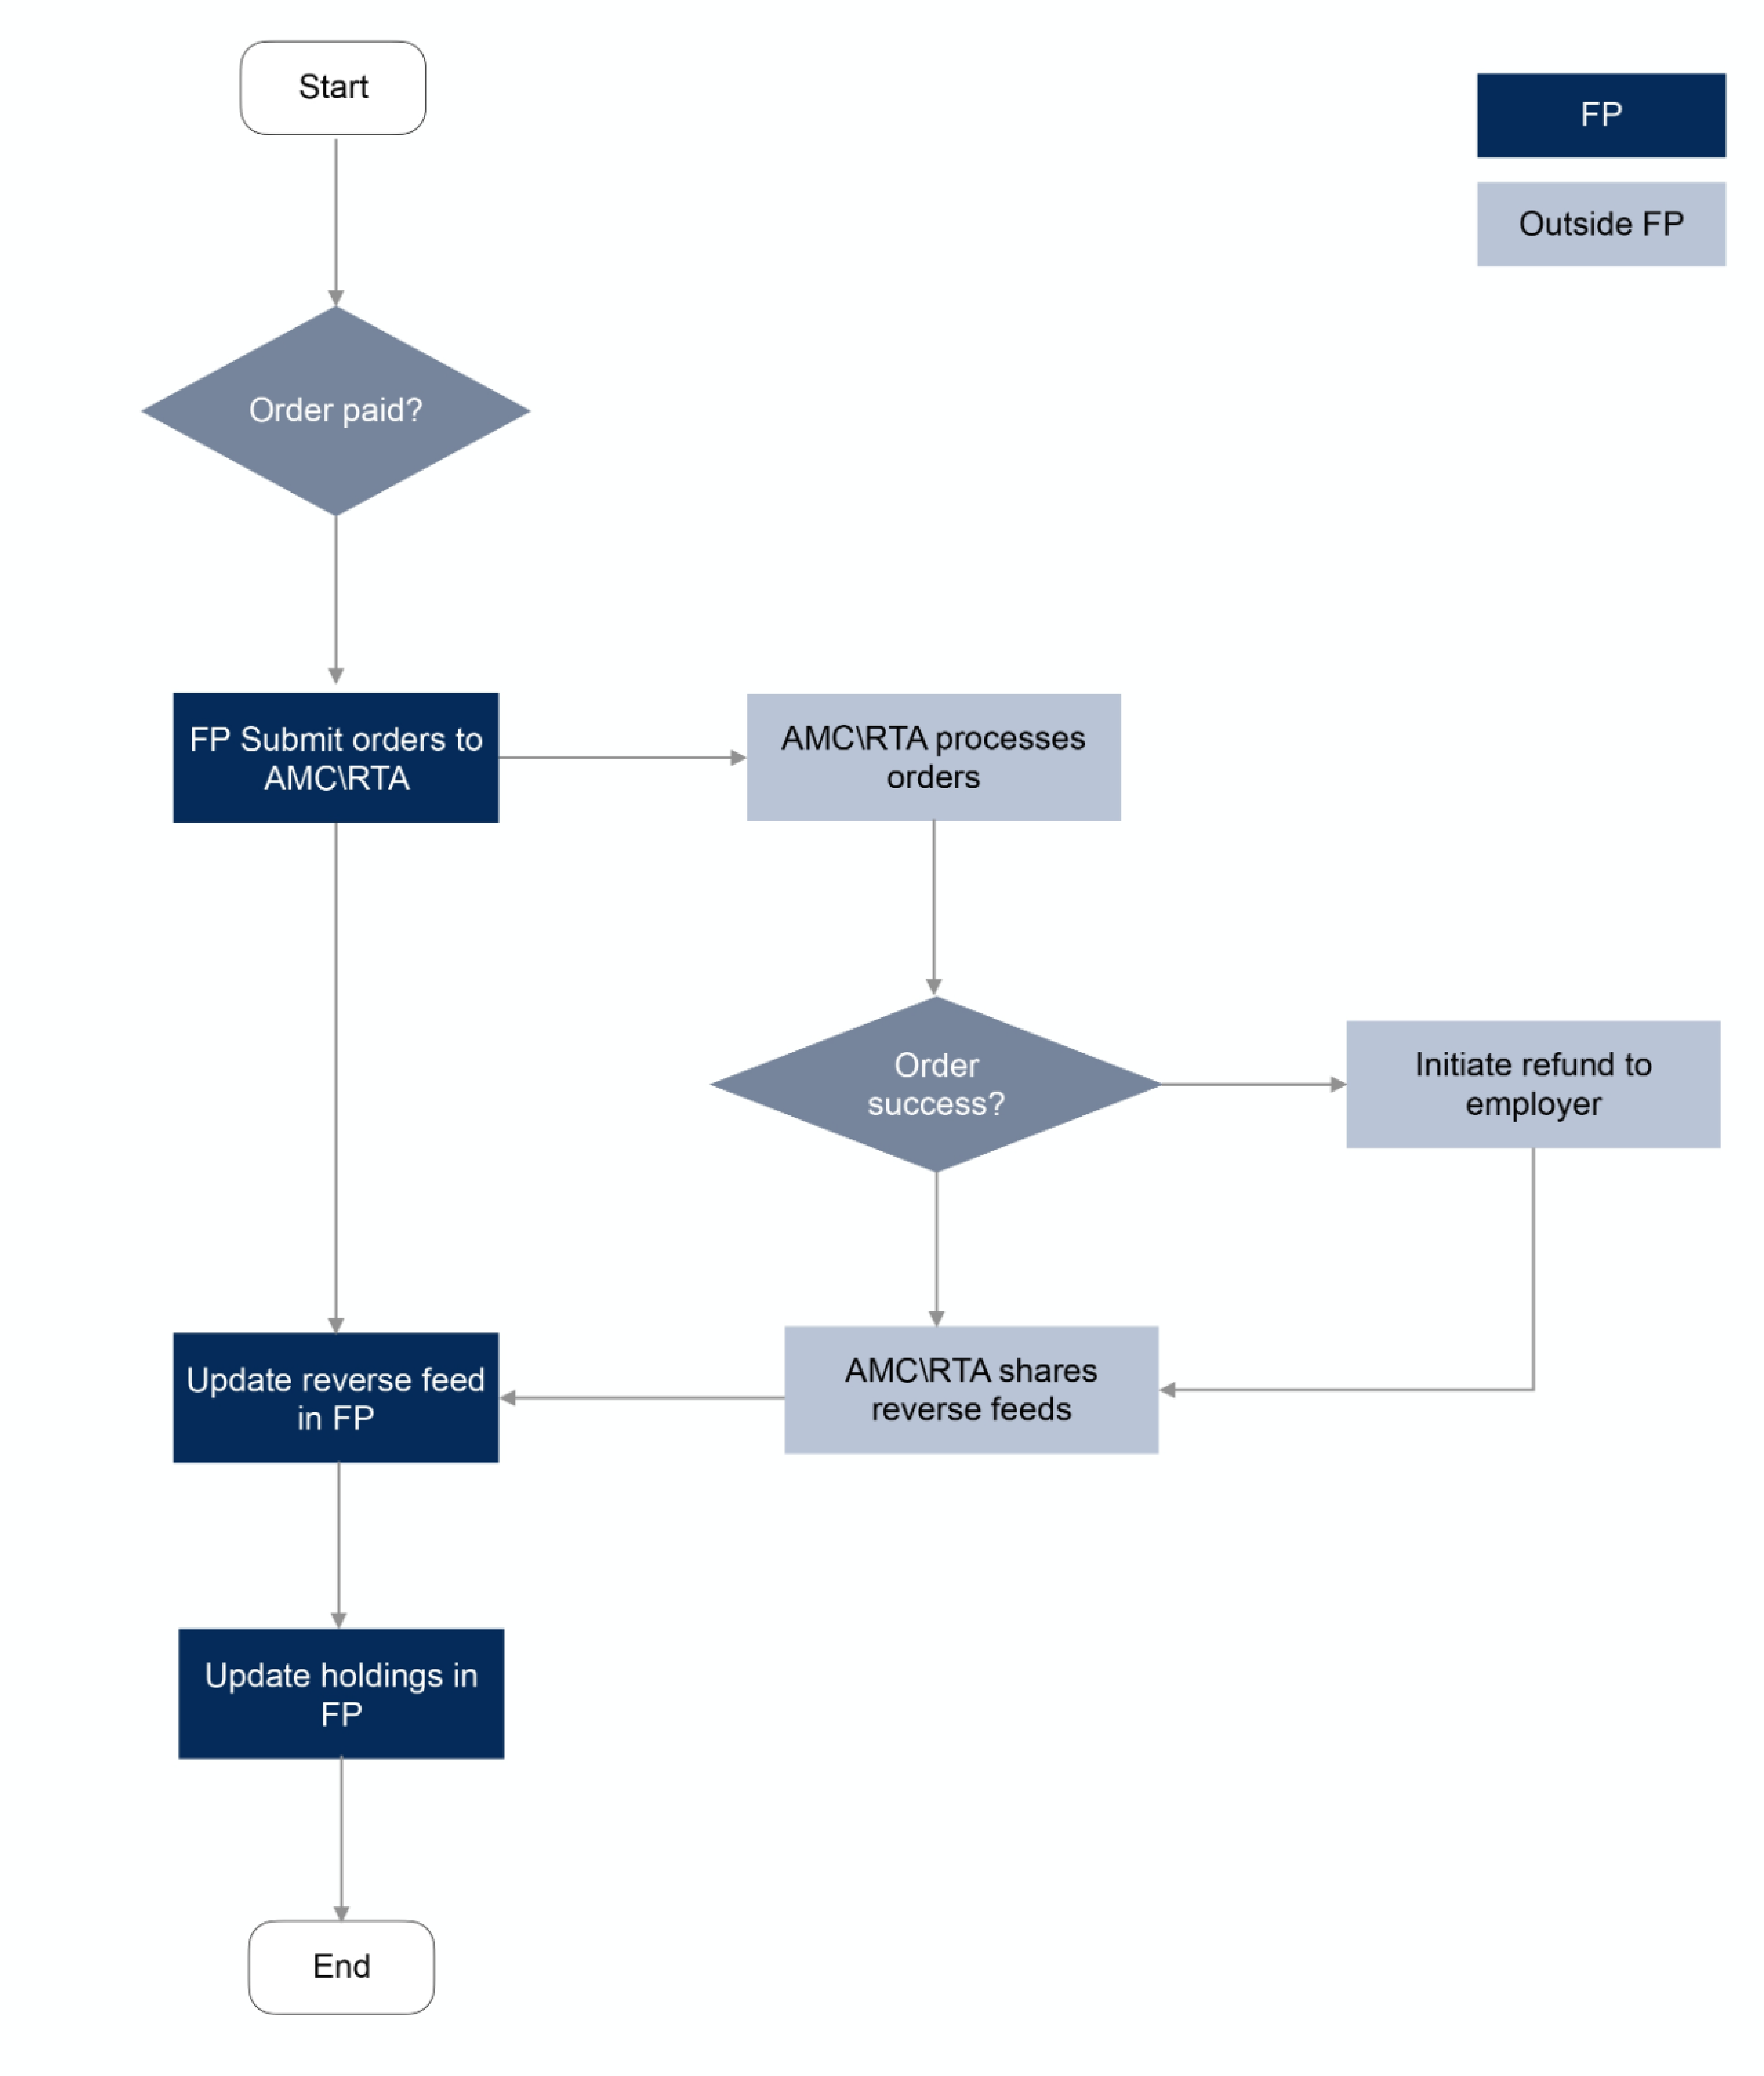 Start
FP
Outside FP
Order paid?
FP Submit orders to
AMC\RTA
AMC\RTA processes
orders
Order
success?
Initiate refund to
employer
Update reverse feed
in FP
AMC\RTA shares
reverse feeds
Update holdings in
FP
End